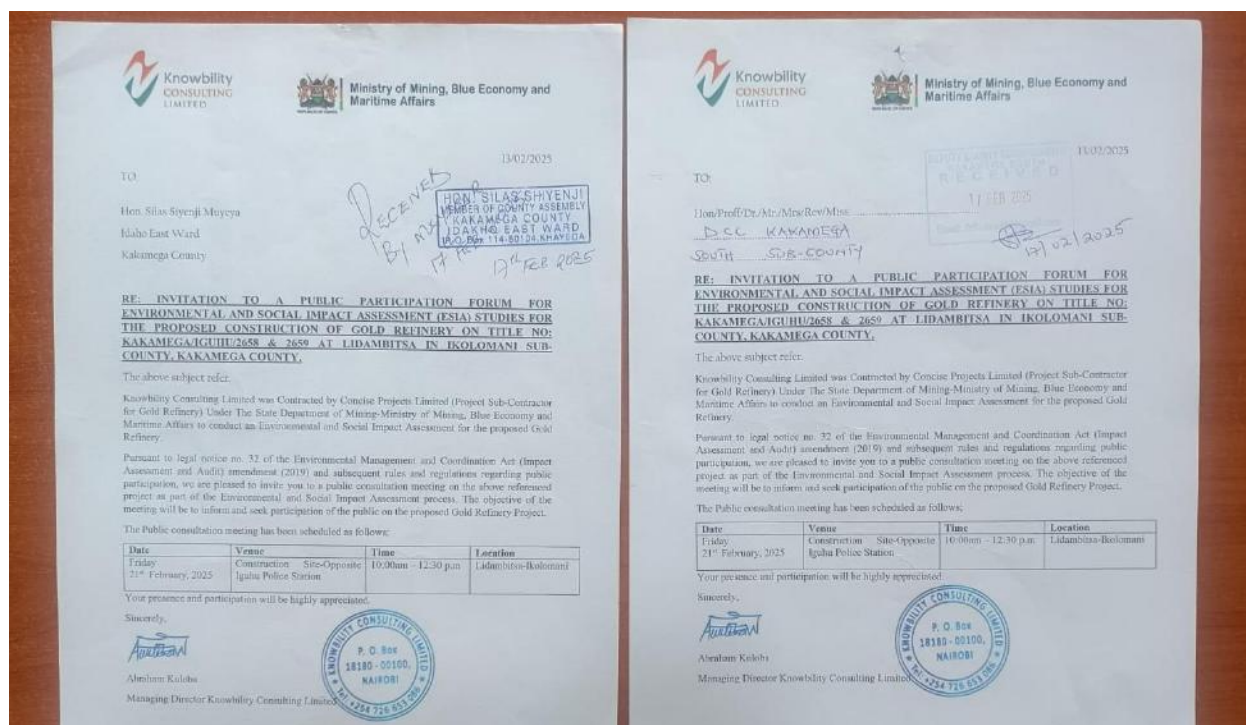 Knowbility
CONSULTING
LIMITED
Ministry of Mining, Blue Economy and
Maritime Affairs
13/02/2025
TO:
RECEIVED
BY
17 FEB
HON. SILAS SHIYENJI
MEMBER OF COUNTY ASSEMBLY
KAKAMEGA COUNTY
IDAKHO EAST WARD
P.O. Box 114-50104, KHAYEGA
17th FEB 2025
Hon. Silas Siyenji Muyeya
Idaho East Ward
Kakamega County
RE: INVITATION TO A PUBLIC PARTICIPATION FORUM FOR
ENVIRONMENTAL AND SOCIAL IMPACT ASSESSMENT (ESIA) STUDIES FOR
THE PROPOSED CONSTRUCTION OF GOLD REFINERY ON TITLE NO:
KAKAMEGA/IGUHU/2658 & 2659 AT LIDAMBITSA IN IKOLOMANI SUB-
COUNTY, KAKAMEGA COUNTY.
The above subject refer.
Knowbility Consulting Limited was Contracted by Concise Projects Limited (Project Sub-Contractor
for Gold Refinery) Under The State Department of Mining-Ministry of Mining, Blue Economy and
Maritime Affairs to conduct an Environmental and Social Impact Assessment for the proposed Gold
Refinery.
Pursuant to legal notice no. 32 of the Environmental Management and Coordination Act (Impact
Assessment and Audit) amendment (2019) and subsequent rules and regulations regarding public
participation, we are pleased to invite you to a public consultation meeting on the above referenced
project as part of the Environmental and Social Impact Assessment process. The objective of the
meeting will be to inform and seek participation of the public on the proposed Gold Refinery Project.
The Public consultation meeting has been scheduled as follows;
Date Venue Time Location
Friday Construction Site-Opposite 10:00am - 12:30 p.m Lidambitsa-Ikolomani
21st February, 2025 Iguhu Police Station
Your presence and participation will be highly appreciated.
Sincerely,
Abraham Kuloba
Managing Director Knowbility Consulting Limited
KNOWBILITY CONSULTING LIMITED
P. O. Box
18180 - 00100,
NAIROBI
Tel: +254 726 653 086
Knowbility
CONSULTING
LIMITED
Ministry of Mining, Blue Economy and
Maritime Affairs
13/02/2025
TO:
RECEIVED
17 FEB 2025
17/02/2025
Hon/Proff/Dr./Mr./Mrs/Rev/Miss
DCC KAKAMEGA
SOUTH SUB-COUNTY
RE: INVITATION TO A PUBLIC PARTICIPATION FORUM FOR
ENVIRONMENTAL AND SOCIAL IMPACT ASSESSMENT (ESIA) STUDIES FOR
THE PROPOSED CONSTRUCTION OF GOLD REFINERY ON TITLE NO:
KAKAMEGA/IGUHU/2658 & 2659 AT LIDAMBITSA IN IKOLOMANI SUB-
COUNTY, KAKAMEGA COUNTY.
The above subject refer.
Knowbility Consulting Limited was Contracted by Concise Projects Limited (Project Sub-Contractor
for Gold Refinery) Under The State Department of Mining-Ministry of Mining, Blue Economy and
Maritime Affairs to conduct an Environmental and Social Impact Assessment for the proposed Gold
Refinery.
Pursuant to legal notice no. 32 of the Environmental Management and Coordination Act (Impact
Assessment and Audit) amendment (2019) and subsequent rules and regulations regarding public
participation, we are pleased to invite you to a public consultation meeting on the above referenced
project as part of the Environmental and Social Impact Assessment process. The objective of the
meeting will be to inform and seek participation of the public on the proposed Gold Refinery Project.
The Public consultation meeting has been scheduled as follows;
Date Venue Time Location
Friday Construction Site-Opposite 10:00am - 12:30 p.m Lidambitsa-Ikolomani
21st February, 2025 Iguhu Police Station
Your presence and participation will be highly appreciated.
Sincerely,
Abraham Kuloba
Managing Director Knowbility Consulting Limited
KNOWBILITY CONSULTING LIMITED
P. O. Box
18180 - 00100,
NAIROBI
Tel: +254 726 653 086